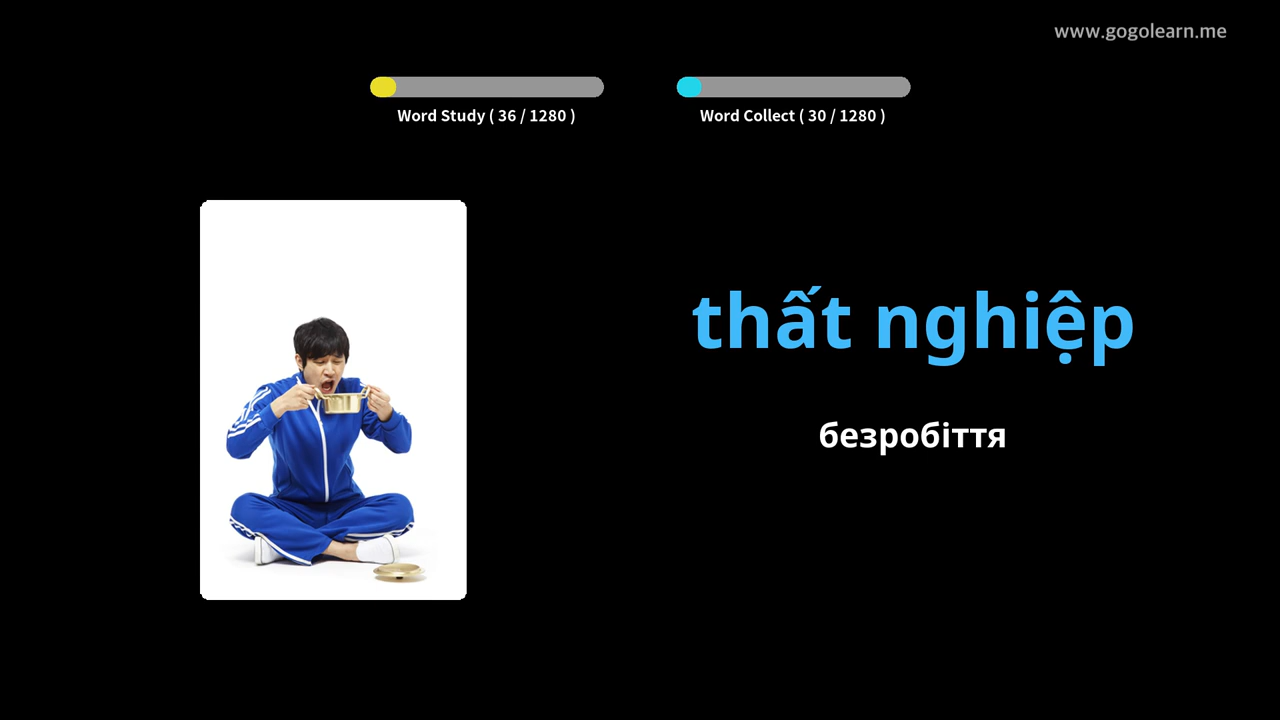 www.gogolearn.me
Word Study ( 36 / 1280 )
Word Collect ( 30 / 1280 )
thất nghiệp
безробіття